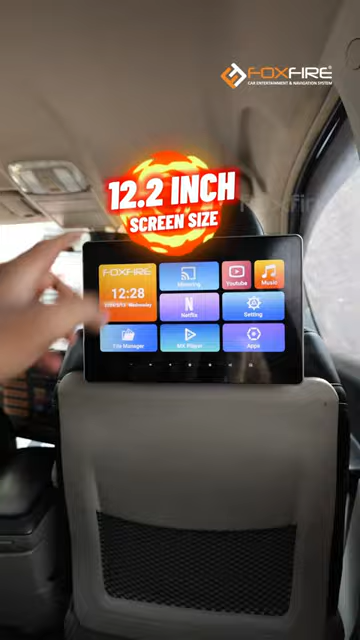 FOXFIRE®
CAR ENTERTAINMENT & NAVIGATION SYSTEM
12.2 INCH
SCREEN SIZE
FOXFIRE
12:28
Wednesday
Mirroring
Youtube
Music
Netflix
Setting
File Manager
MX Player
Apps